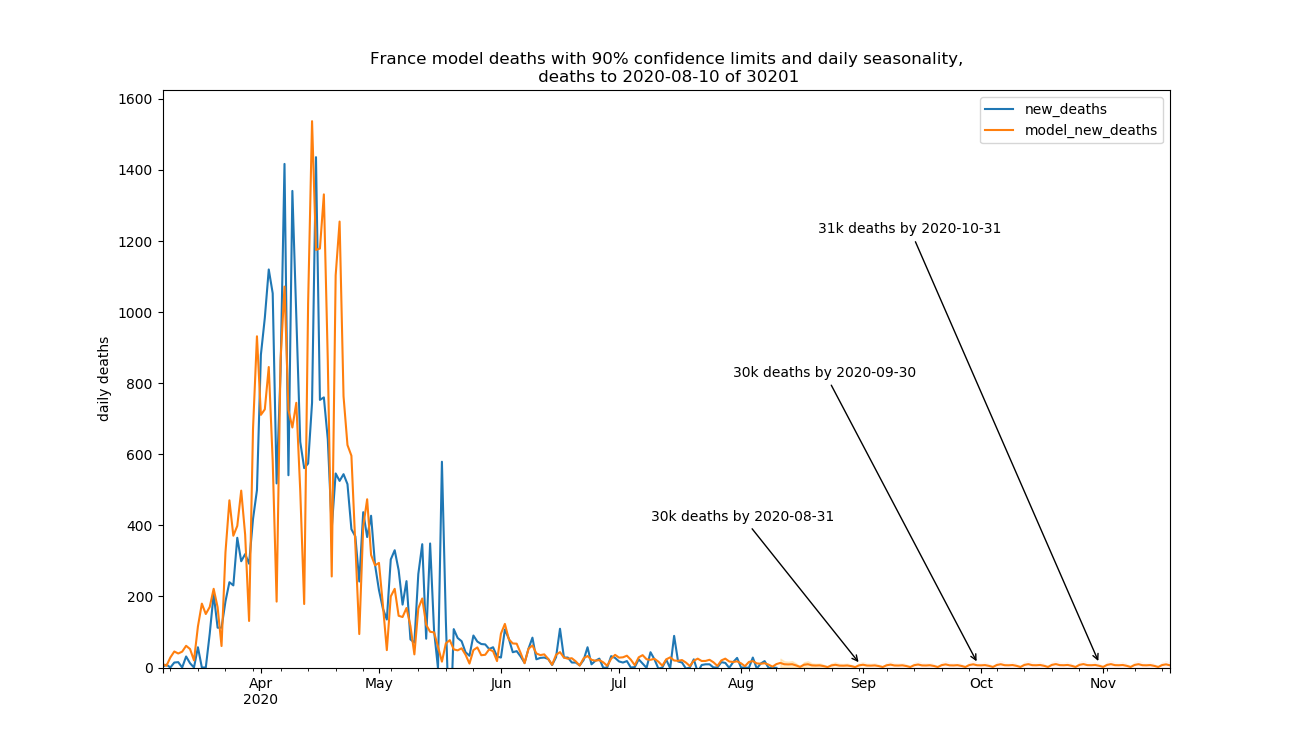 France model deaths with 90% confidence limits and daily seasonality,
deaths to 2020-08-10 of 30201
1600
1400
1200
1000
800
600
400
200
0
daily deaths
new_deaths
model_new_deaths
31k deaths by 2020-10-31
30k deaths by 2020-09-30
30k deaths by 2020-08-31
Apr
2020
May
Jun
Jul
Aug
Sep
Oct
Nov